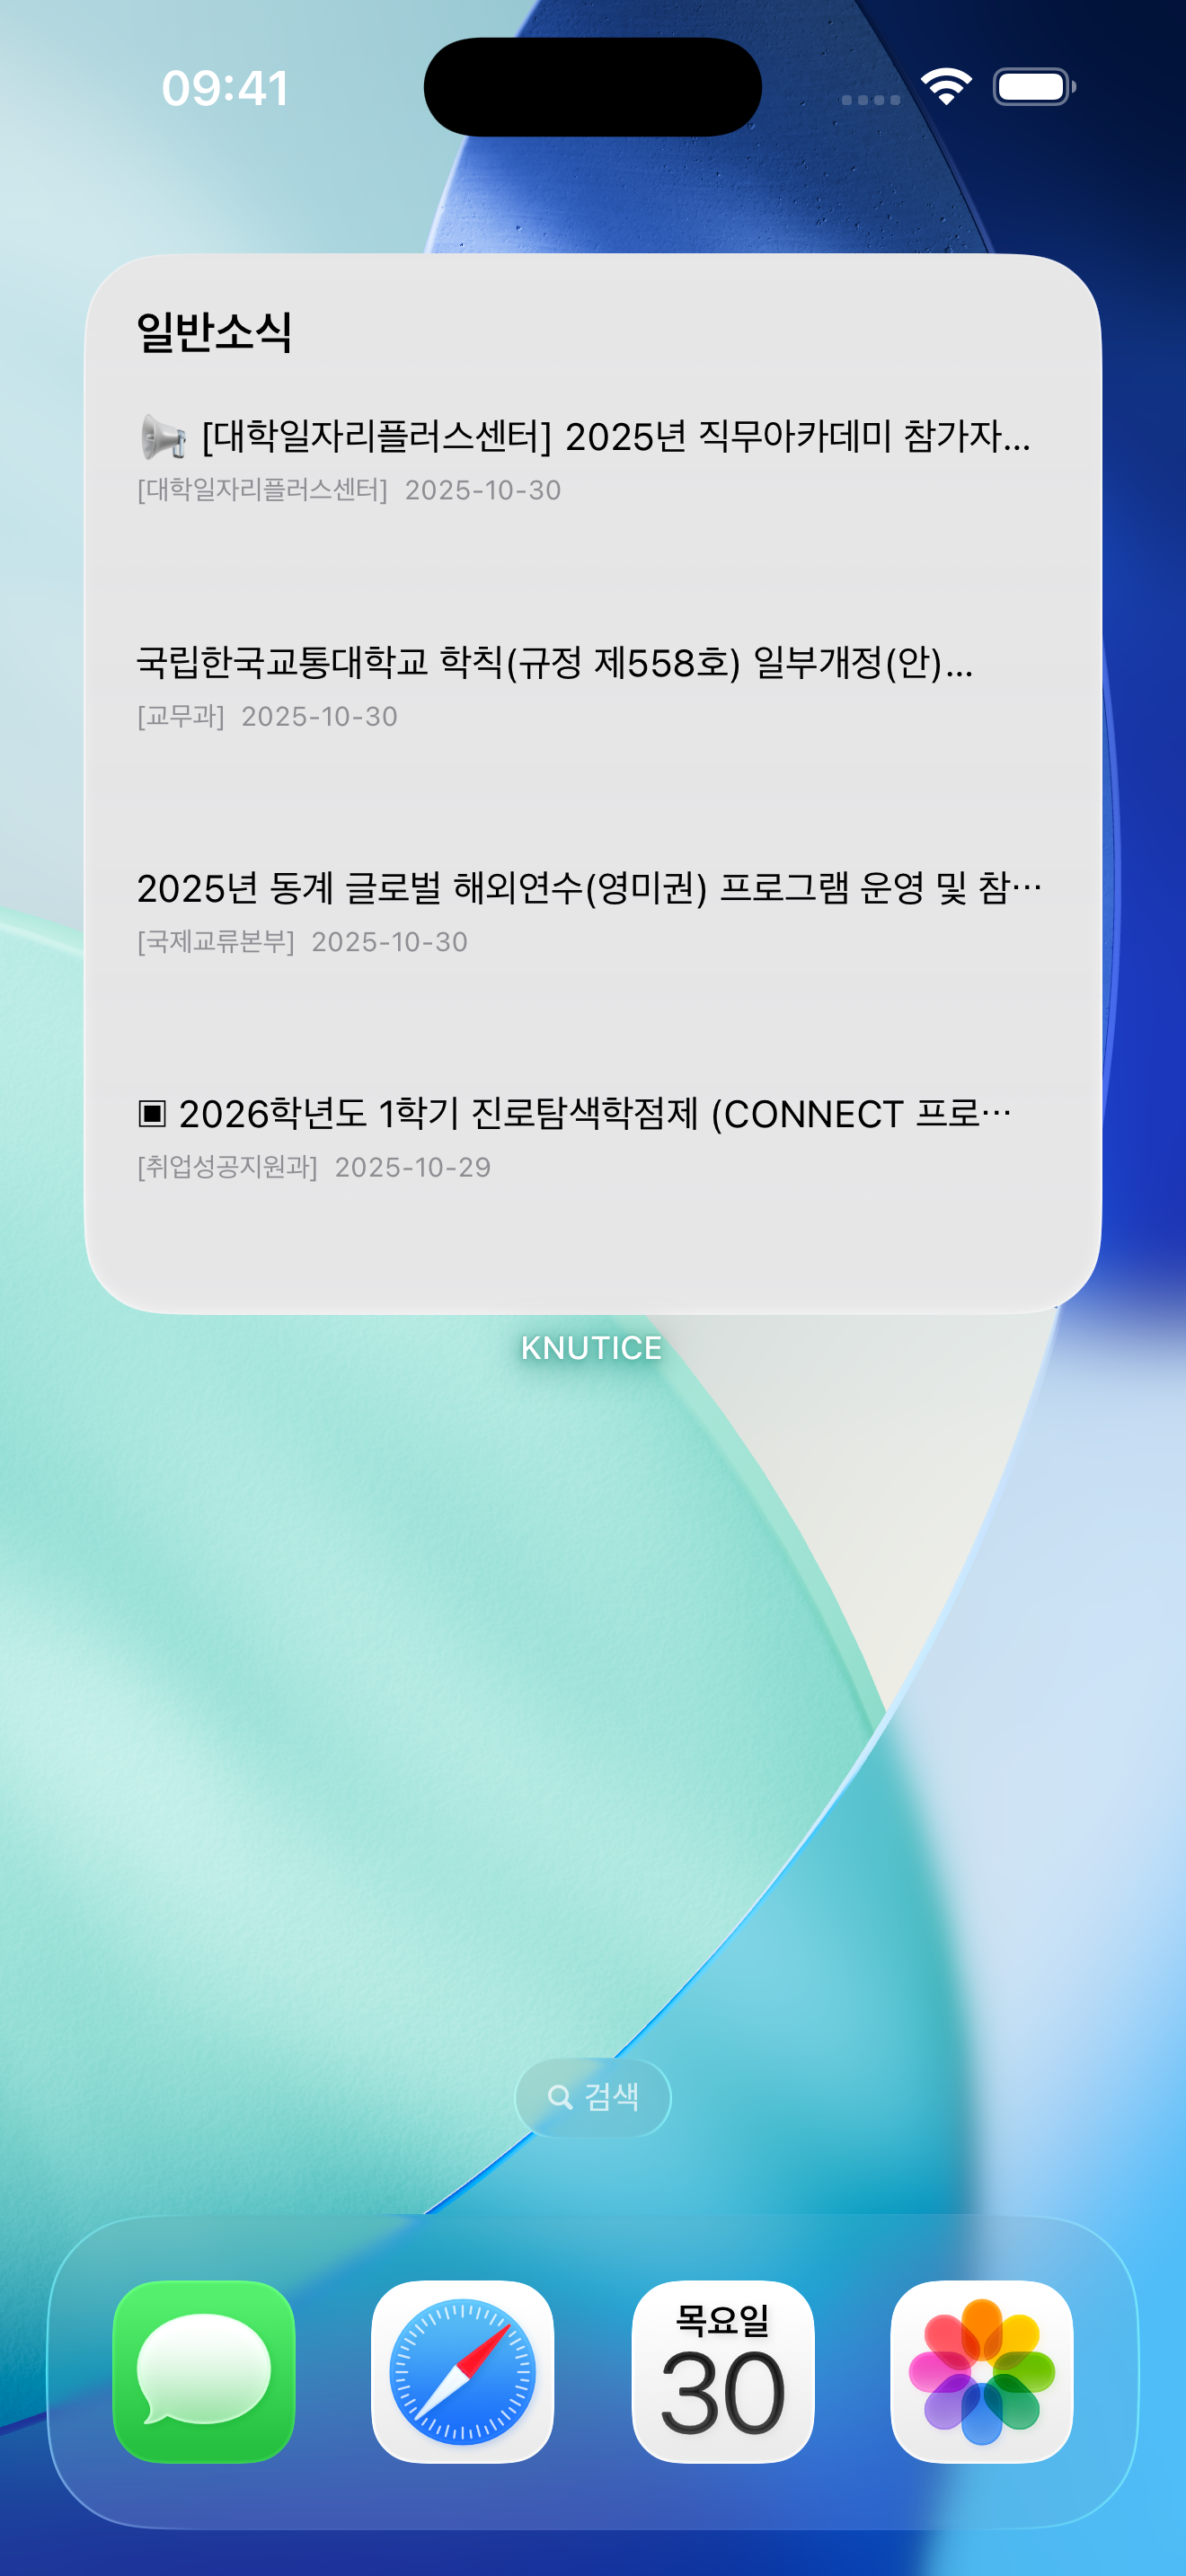 09:41
일반소식
📢 [대학일자리플러스센터] 2025년 직무아카데미 참가자...
[대학일자리플러스센터] 2025-10-30
국립한국교통대학교 학칙(규정 제558호) 일부개정(안)...
[교무과] 2025-10-30
2025년 동계 글로벌 해외연수(영미권) 프로그램 운영 및 참…
[국제교류본부] 2025-10-30
▣ 2026학년도 1학기 진로탐색학점제 (CONNECT 프로…
[취업성공지원과] 2025-10-29
KNUTICE
검색
목요일
30